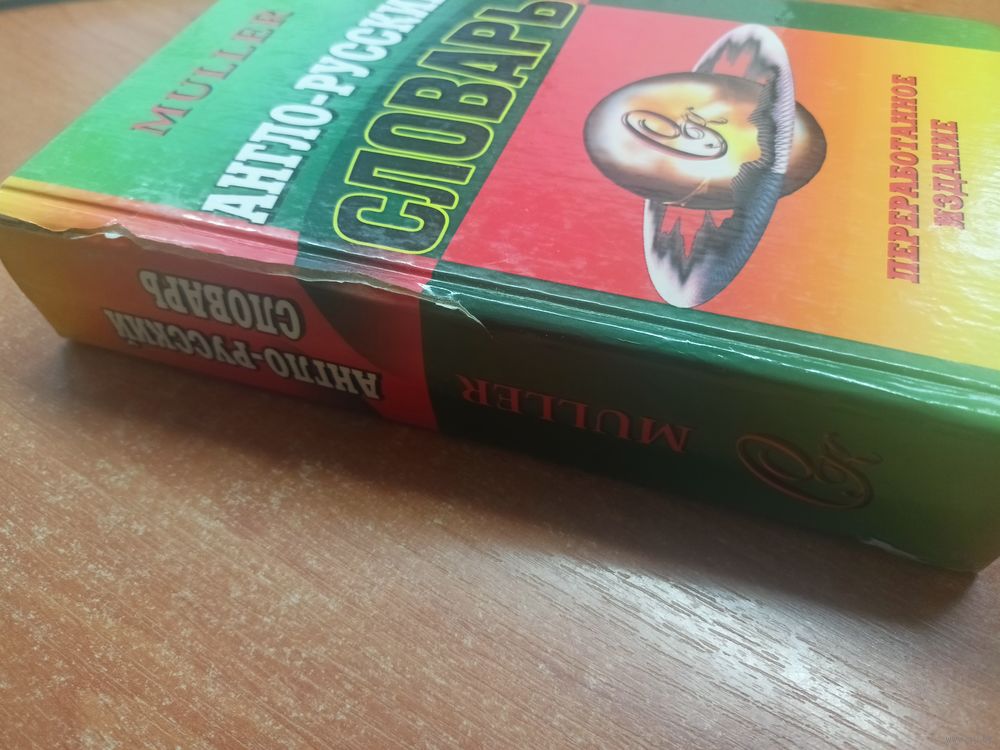 MULLER
АНГЛО-РУССКИЙ
СЛОВАРЬ
ПЕРЕРАБОТАННОЕ
ИЗДАНИЕ
АНГЛО-РУССКИЙ
СЛОВАРЬ
MULLER